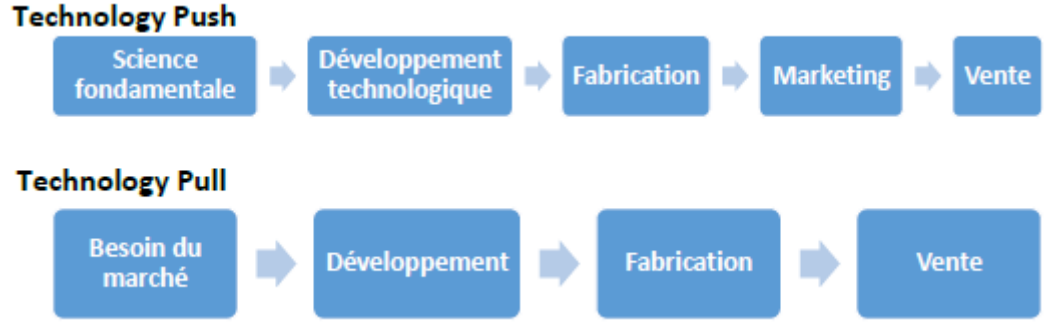 Technology Push
Science
fondamentale
Développement
technologique
Fabrication
Marketing
Vente
Technology Pull
Besoin du
marché
Développement
Fabrication
Vente